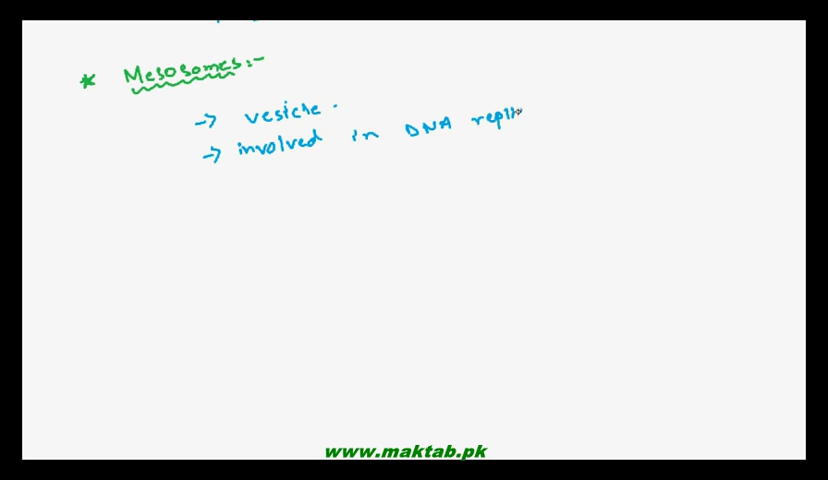 * Mesosomes:-
→ vesicle.
→ involved in DNA repli
www.maktab.pk